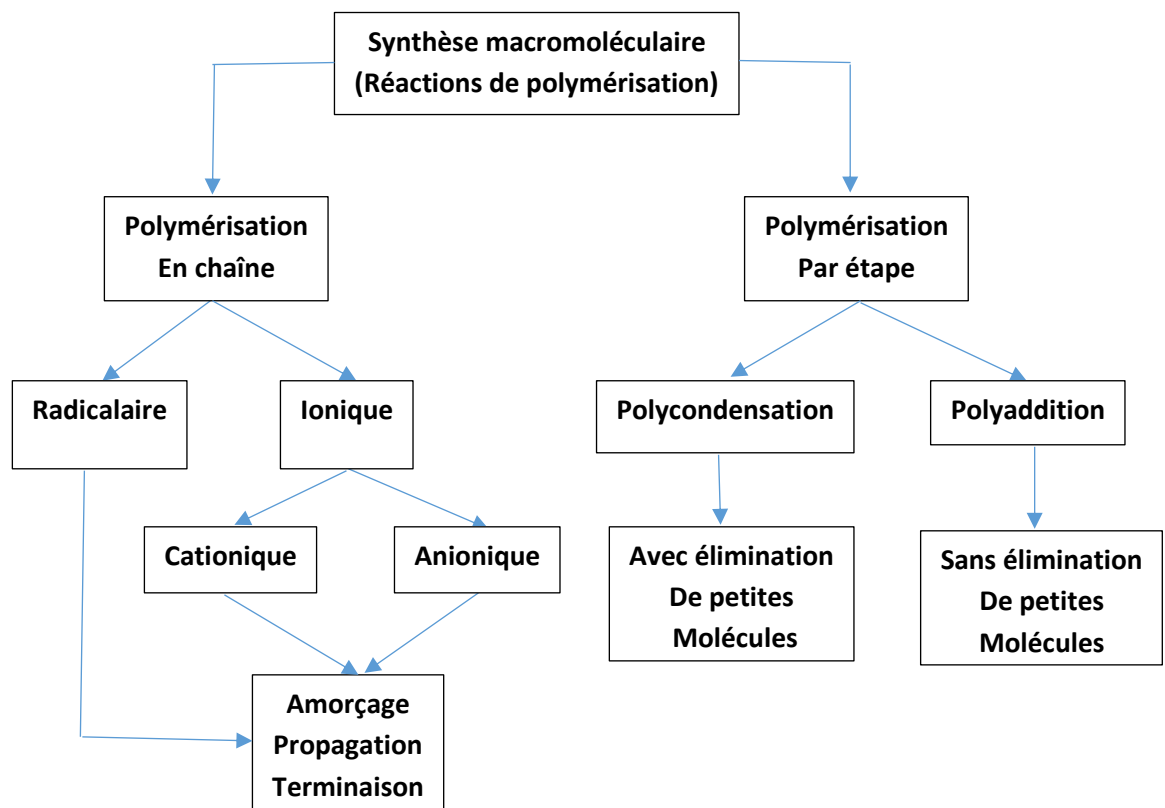 Synthèse macromoléculaire
(Réactions de polymérisation)
Polymérisation
En chaîne
Polymérisation
Par étape
Radicalaire
Ionique
Polycondensation
Polyaddition
Cationique
Anionique
Avec élimination
De petites
Molécules
Sans élimination
De petites
Molécules
Amorçage
Propagation
Terminaison